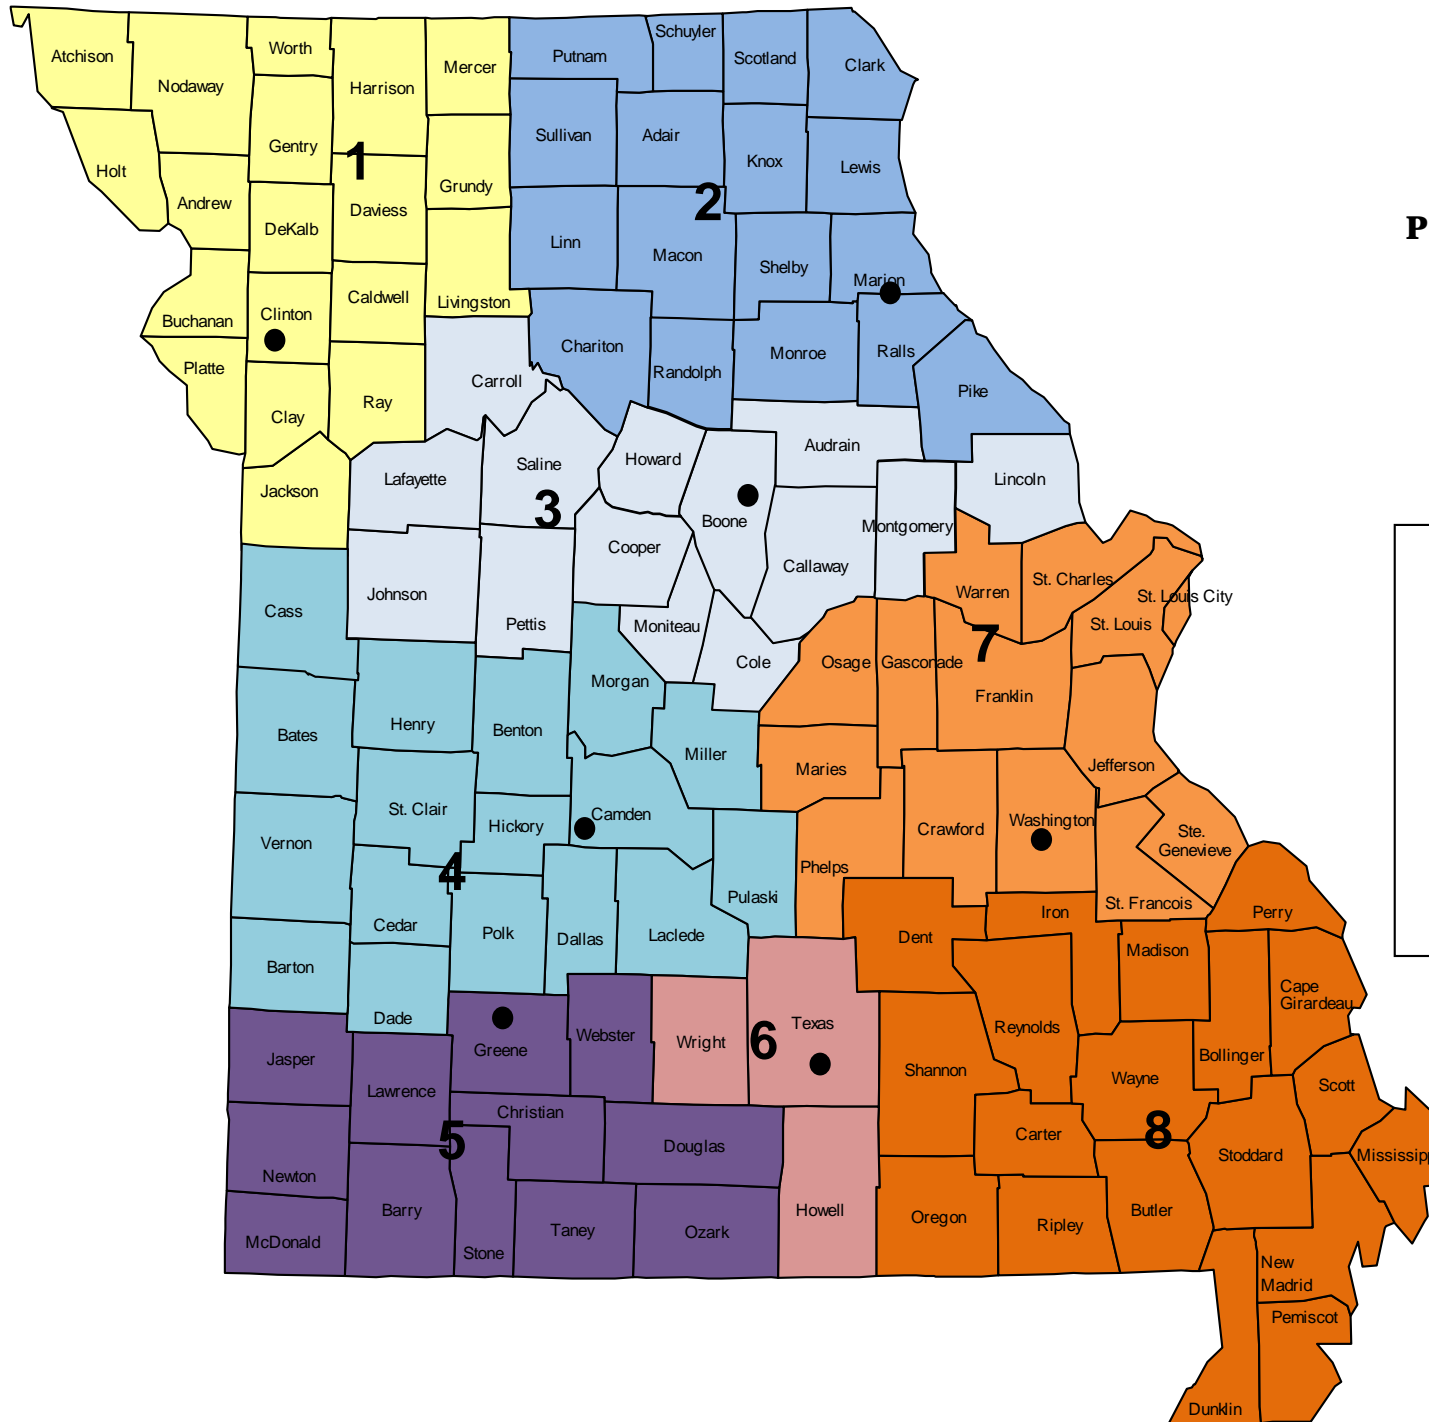 Atchison
Nodaway
Worth
Harrison
Mercer
Putnam
Schuyler
Scotland
Clark
Holt
Andrew
Gentry
1
DeKalb
Daviess
Grundy
Sullivan
Adair
Knox
Lewis
2
P
Linn
Macon
Shelby
Marion
Buchanan
Clinton
Caldwell
Livingston
Chariton
Randolph
Monroe
Ralls
Pike
Platte
Clay
Ray
Carroll
Jackson
Lafayette
Saline
3
Howard
Boone
Audrain
Montgomery
Lincoln
Cooper
Callaway
Johnson
Pettis
Moniteau
Cole
Warren
St. Charles
St. Louis City
St. Louis
7
Osage
Gasconade
Franklin
Cass
Bates
Henry
Benton
Morgan
Miller
Maries
Jefferson
St. Clair
Hickory
Camden
Crawford
Washington
Ste.
Genevieve
Vernon
4
Cedar
Polk
Dallas
Laclede
Pulaski
Phelps
St. Francois
Perry
Barton
Dade
Dent
Iron
Madison
Cape
Girardeau
Jasper
Lawrence
Greene
Webster
Wright
6
Texas
Shannon
Reynolds
Wayne
Bollinger
Scott
Christian
5
Douglas
Carter
8
Stoddard
Newton
McDonald
Barry
Stone
Taney
Ozark
Howell
Oregon
Ripley
Butler
New
Madrid
Pemiscot
Dunklin